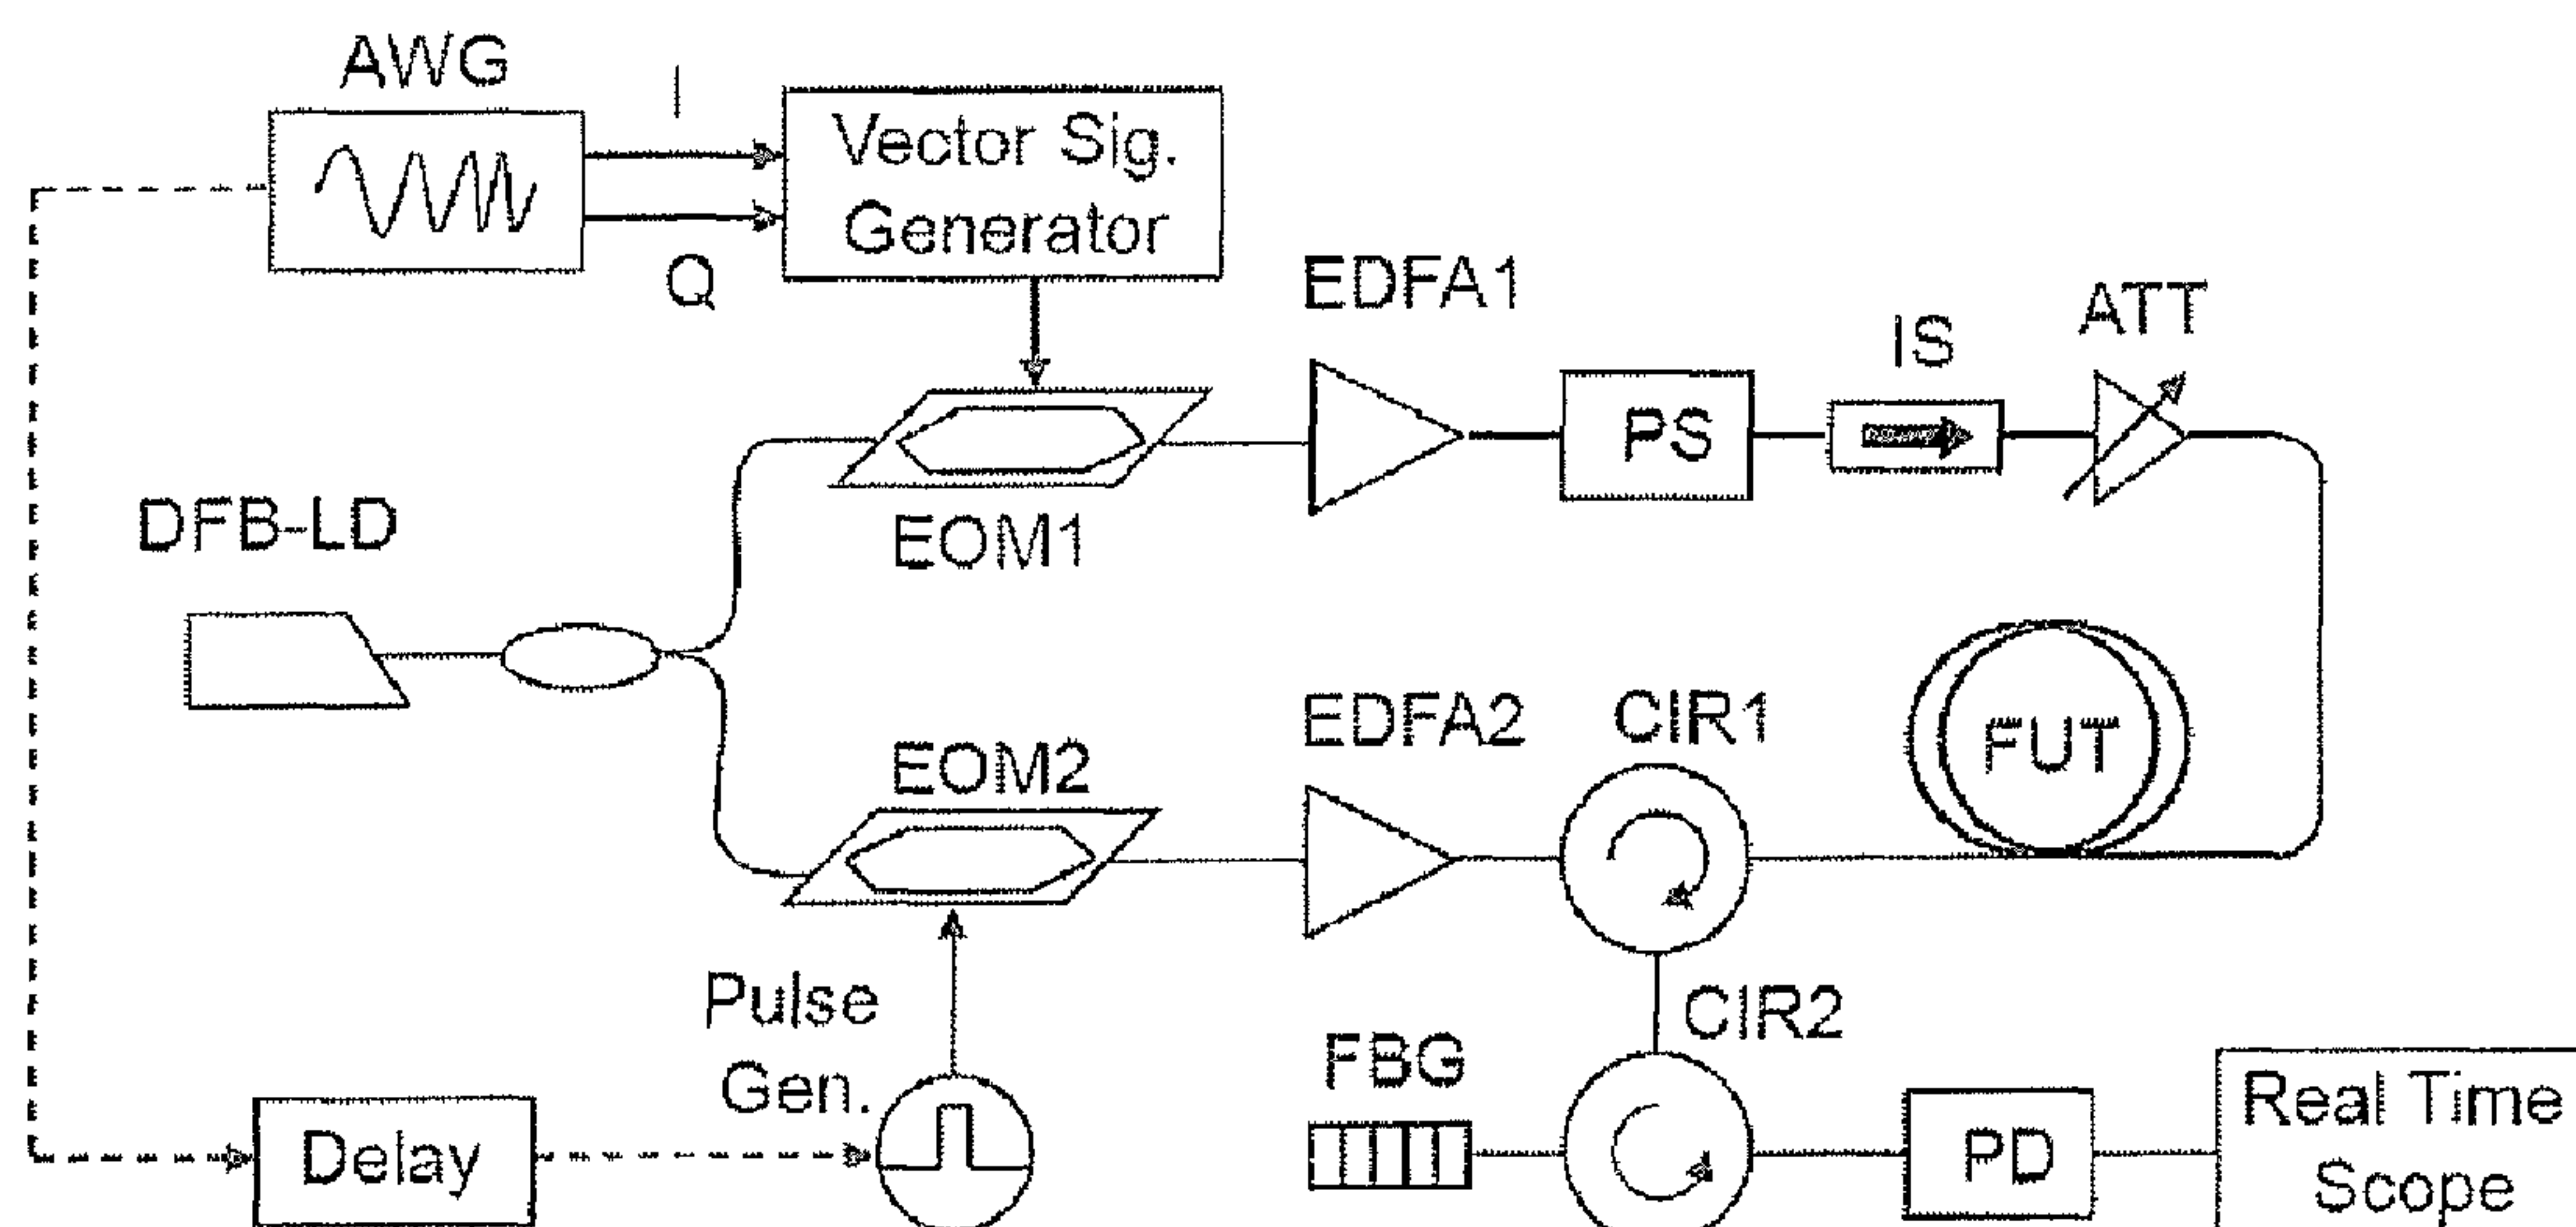 AWG
I
Vector Sig.
Generator
Q
EDFA1
IS
ATT
PS
DFB-LD
EOM1
EDFA2
CIR1
FUT
EOM2
Pulse
Gen.
CIR2
FBG
Delay
PD
Real Time
Scope